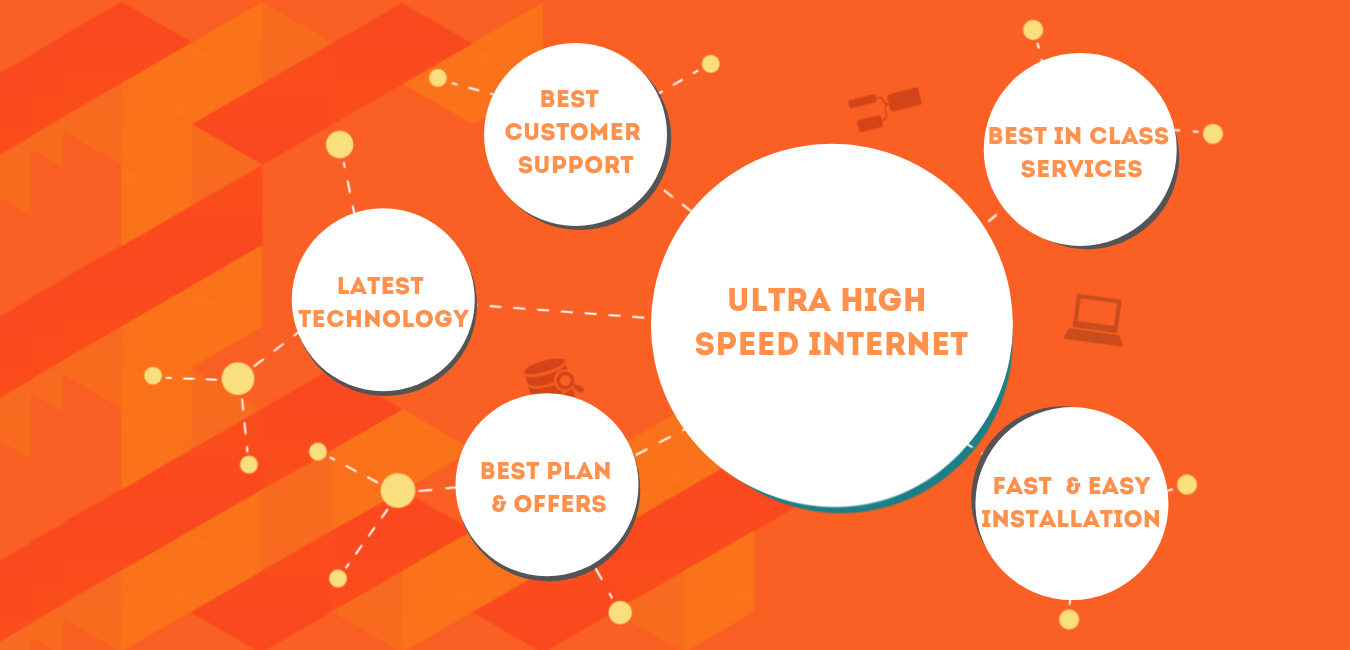 BEST
CUSTOMER
SUPPORT
BEST IN CLASS
SERVICES
LATEST
TECHNOLOGY
ULTRA HIGH
SPEED INTERNET
BEST PLAN
& OFFERS
FAST & EASY
INSTALLATION